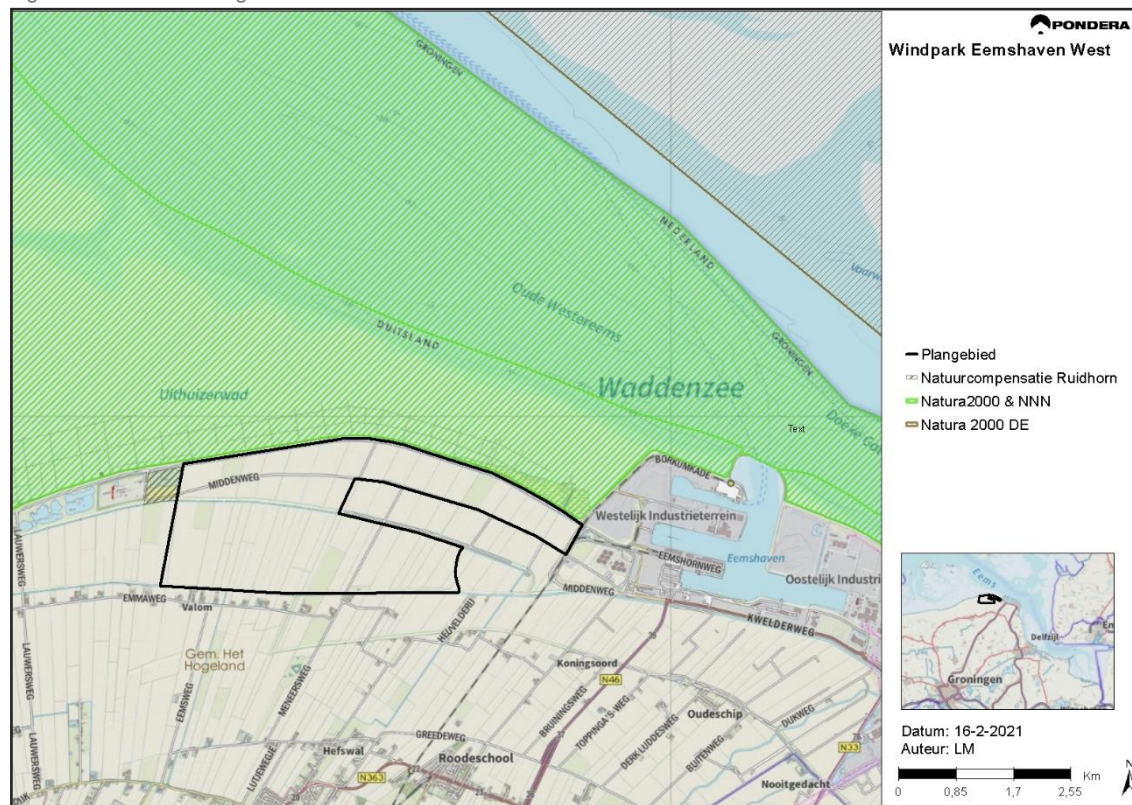 PONDERA
Windpark Eemshaven West
GRONINGEN
NEDERLAND
GRONINGEN
Oude Westereems
DUITSLAND
Waddenzee
Uithuizerwad
Text
BORKUMKADE
MIDDENWEG
Westelijk Industrieterrein
EEMSHORNWEG
Eemshaven
Oostelijk Industri
MIDDENWEG
KWELDERWEG
LAUWERSWEG
EMMAWEG
Valom
Gem. Het
Hogeland
LAUWERSWEG
EEMSWEG
MENEERSWEG
Koningsoord
N46
BRUININGSWEG
TOPPINGA'S-WEG
Oudeschip
DIJKWEG
DERK LUDDESWEG
BUITENWEG
GREEDEWEG
LAUWERSWEG
Hefswal
LUTJEWEGJE
Roodeschool
N363
N33
Nooitgedacht
Plangebied
Natuurcompensatie Ruidhorn
Natura2000 & NNN
Natura 2000 DE
Eems
Delfzijl
Groningen
Datum: 16-2-2021
Auteur: LM
0 0,85 1,7 2,55 Km
N